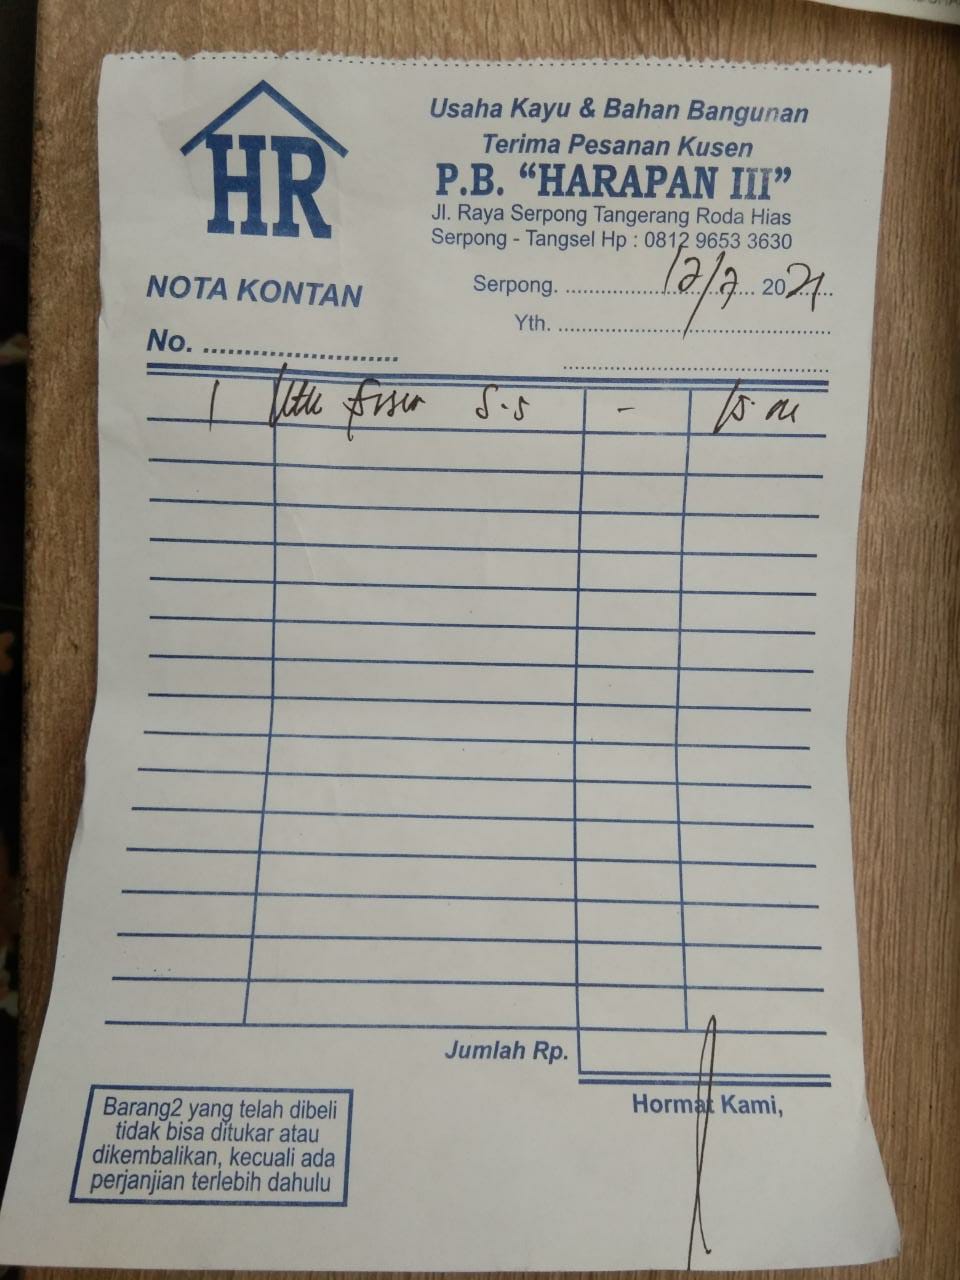 HR
Usaha Kayu & Bahan Bangunan
Terima Pesanan Kusen
P.B. “HARAPAN III”
Jl. Raya Serpong Tangerang Roda Hias
Serpong - Tangsel Hp : 0812 9653 3630
NOTA KONTAN
Serpong. 12/7 2021
Yth.
No.
1 S.5 -
Jumlah Rp.
Hormat Kami,
Barang2 yang telah dibeli
tidak bisa ditukar atau
dikembalikan, kecuali ada
perjanjian terlebih dahulu